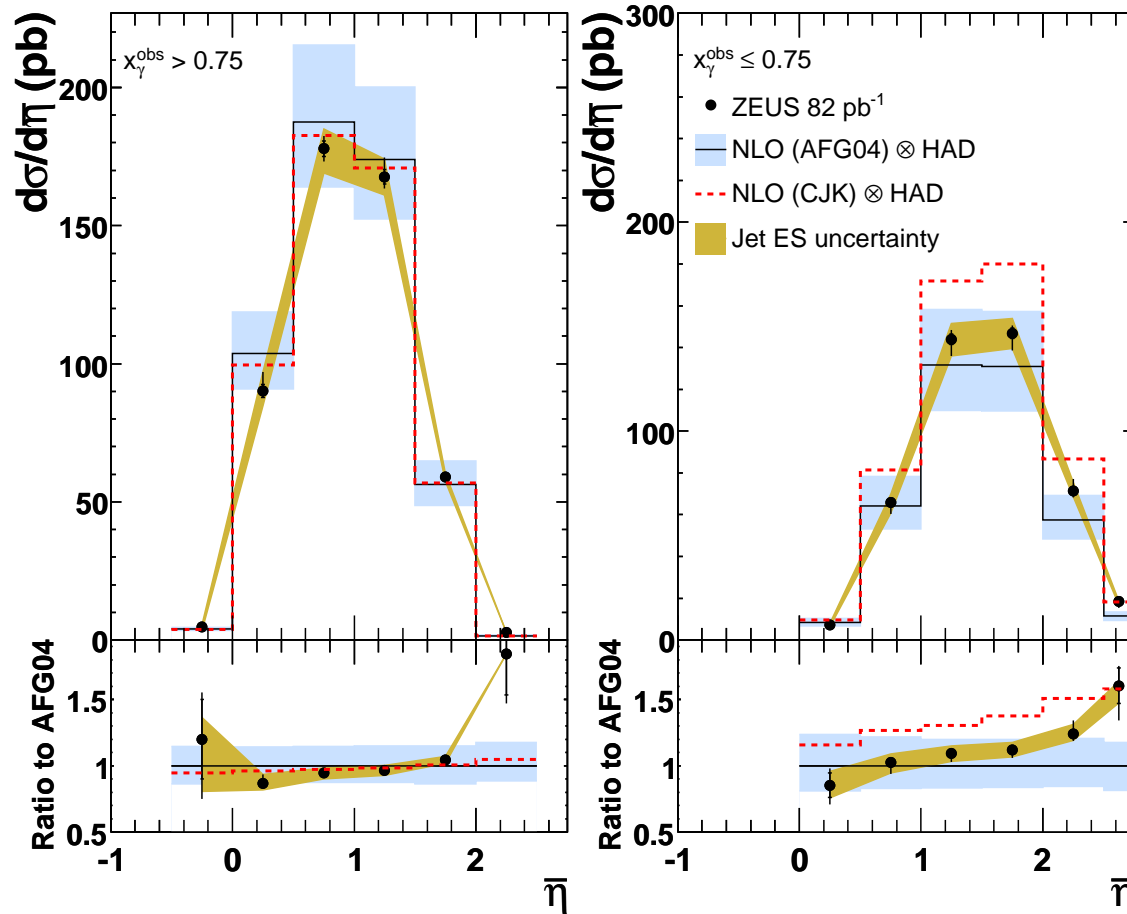 dσ/dη̅ (pb)
x_γ^obs > 0.75
200
150
100
50
0
Ratio to AFG04
1.5
1
0.5
-1 0 1 2
η̅
dσ/dη̅ (pb)
x_γ^obs ≤ 0.75
ZEUS 82 pb⁻¹
NLO (AFG04) ⊗ HAD
NLO (CJK) ⊗ HAD
Jet ES uncertainty
300
200
100
0
Ratio to AFG04
1.5
1
0.5
-1 0 1 2